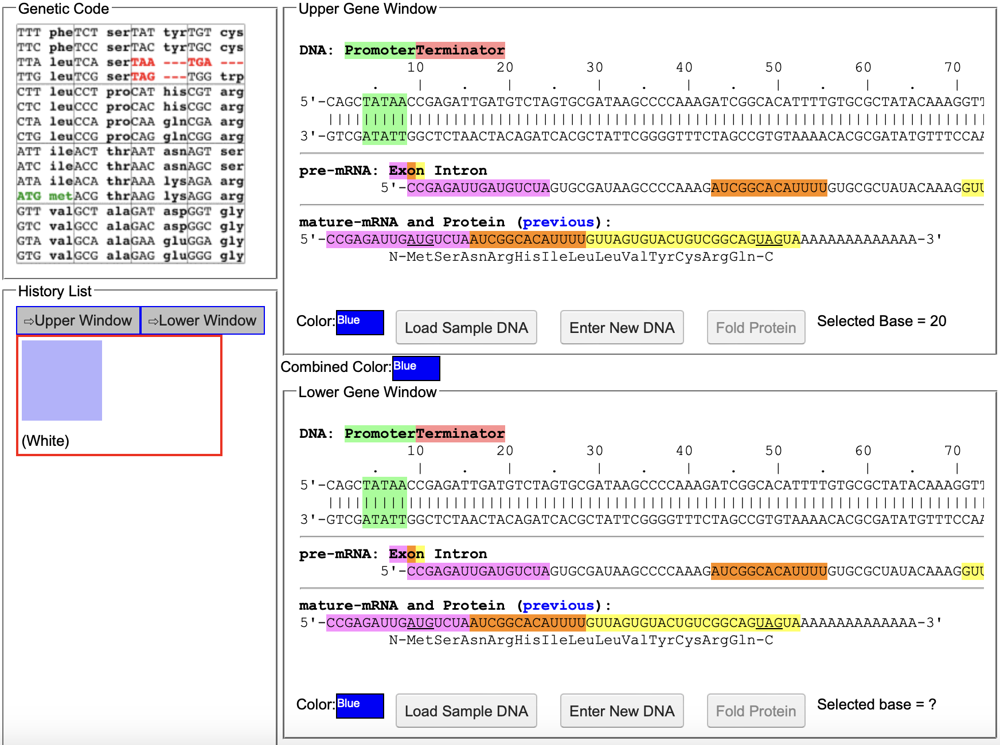 Genetic Code
TTT phe TCT ser TAT tyr TGT cys
TTC phe TCC ser TAC tyr TGC cys
TTA leu TCA ser TAA --- TGA ---
TTG leu TCG ser TAG --- TGG trp
CTT leu CCT pro CAT his CGT arg
CTC leu CCC pro CAC his CGC arg
CTA leu CCA pro CAA gln CGA arg
CTG leu CCG pro CAG gln CGG arg
ATT ile ACT thr AAT asn AGT ser
ATC ile ACC thr AAC asn AGC ser
ATA ile ACA thr AAA lys AGA arg
ATG met ACG thr AAG lys AGG arg
GTT val GCT ala GAT asp GGT gly
GTC val GCC ala GAC asp GGC gly
GTA val GCA ala GAA glu GGA gly
GTG val GCG ala GAG glu GGG gly
History List
⇨Upper Window ⇨Lower Window
(White)
Upper Gene Window
DNA: PromoterTerminator
10 20 30 40 50 60 70
5'-CAGCTATAACCGAGATTGATGTCTAGTGCGATAAGCCCCAAAGATCGGCACATTTTGTGCGCTATACAAAGGTT
3'-GTCGATATTGGCTCTAACTACAGATCACGCTATTCGGGGTTTCTAGCCGTGTAAAACACGCGATATGTTTCCAA
pre-mRNA: Exon Intron
5'-CCGAGAUUGAUGUCUAGUGCGAUAAGCCCCAAAGAUCGGCACAUUUUGUGCGCUAUACAAAGGUU
mature-mRNA and Protein (previous):
5'-CCGAGAUUGAUGUCUAAUCGGCACAUUUUGUUAGUGUACUGUCGGCAGUAGUAAAAAAAAAAAAAA-3'
N-MetSerAsnArgHisIleLeuLeuValTyrCysArgGln-C
Color: Blue Load Sample DNA Enter New DNA Fold Protein Selected Base = 20
Combined Color: Blue
Lower Gene Window
DNA: PromoterTerminator
10 20 30 40 50 60 70
5'-CAGCTATAACCGAGATTGATGTCTAGTGCGATAAGCCCCAAAGATCGGCACATTTTGTGCGCTATACAAAGGTT
3'-GTCGATATTGGCTCTAACTACAGATCACGCTATTCGGGGTTTCTAGCCGTGTAAAACACGCGATATGTTTCCAA
pre-mRNA: Exon Intron
5'-CCGAGAUUGAUGUCUAGUGCGAUAAGCCCCAAAGAUCGGCACAUUUUGUGCGCUAUACAAAGGUU
mature-mRNA and Protein (previous):
5'-CCGAGAUUGAUGUCUAAUCGGCACAUUUUGUUAGUGUACUGUCGGCAGUAGUAAAAAAAAAAAAAA-3'
N-MetSerAsnArgHisIleLeuLeuValTyrCysArgGln-C
Color: Blue Load Sample DNA Enter New DNA Fold Protein Selected base = ?